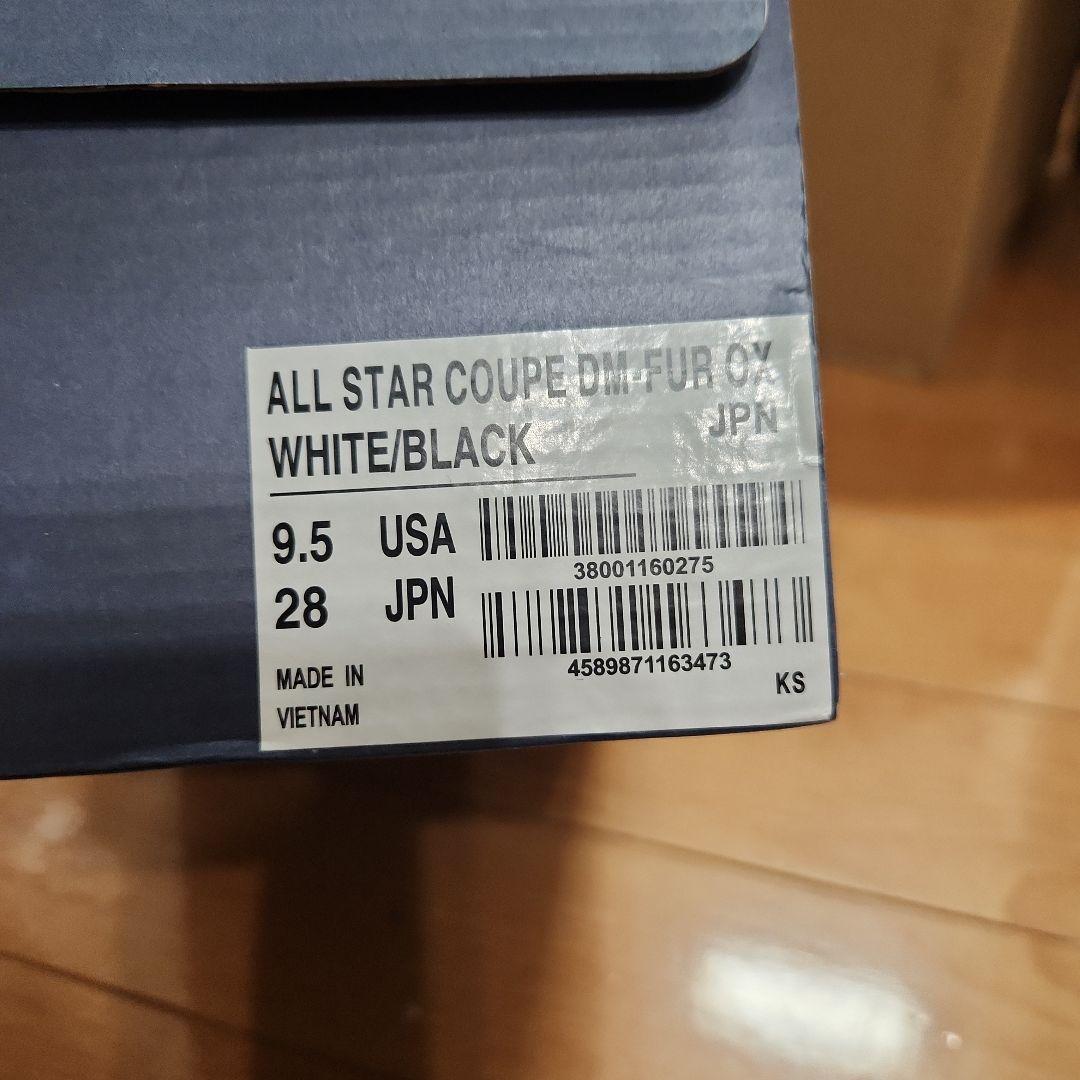 ALL STAR COUPE DM-FUR OX
WHITE/BLACK JPN
9.5 USA
38001160275
28 JPN
4589871163473
MADE IN
VIETNAM
KS